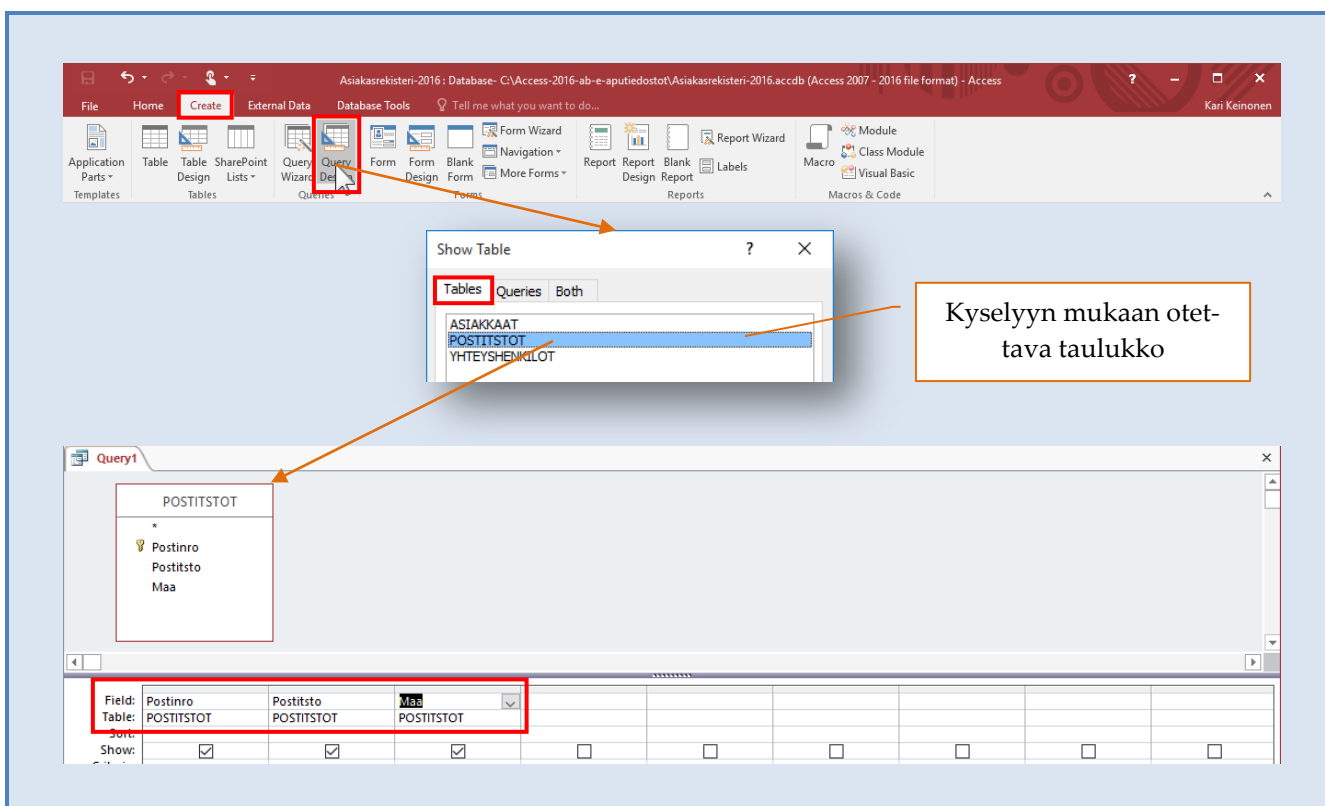 Asiakasrekisteri-2016 : Database- C:\Access-2016-ab-e-aputiedostot\Asiakasrekisteri-2016.accdb (Access 2007 - 2016 file format) - Access
File Home Create External Data Database Tools Tell me what you want to do... Kari Keinonen
Form Wizard Module
Report Wizard
Navigation Class Module
Application Table Table SharePoint Query Query Form Form Blank Report Report Blank Labels Macro
Parts Design Lists Wizard Design Design Form More Forms Design Report Visual Basic
Templates Tables Queries Forms Reports Macros & Code
Show Table ? X
Tables Queries Both
ASIAKKAAT
POSTITSTOT
YHTEYSHENKILOT
Kyselyyn mukaan otet-
tava taulukko
Query1
POSTITSTOT
*
Postinro
Postitsto
Maa
Field: Postinro Postitsto Maa
Table: POSTITSTOT POSTITSTOT POSTITSTOT
Sort:
Show: